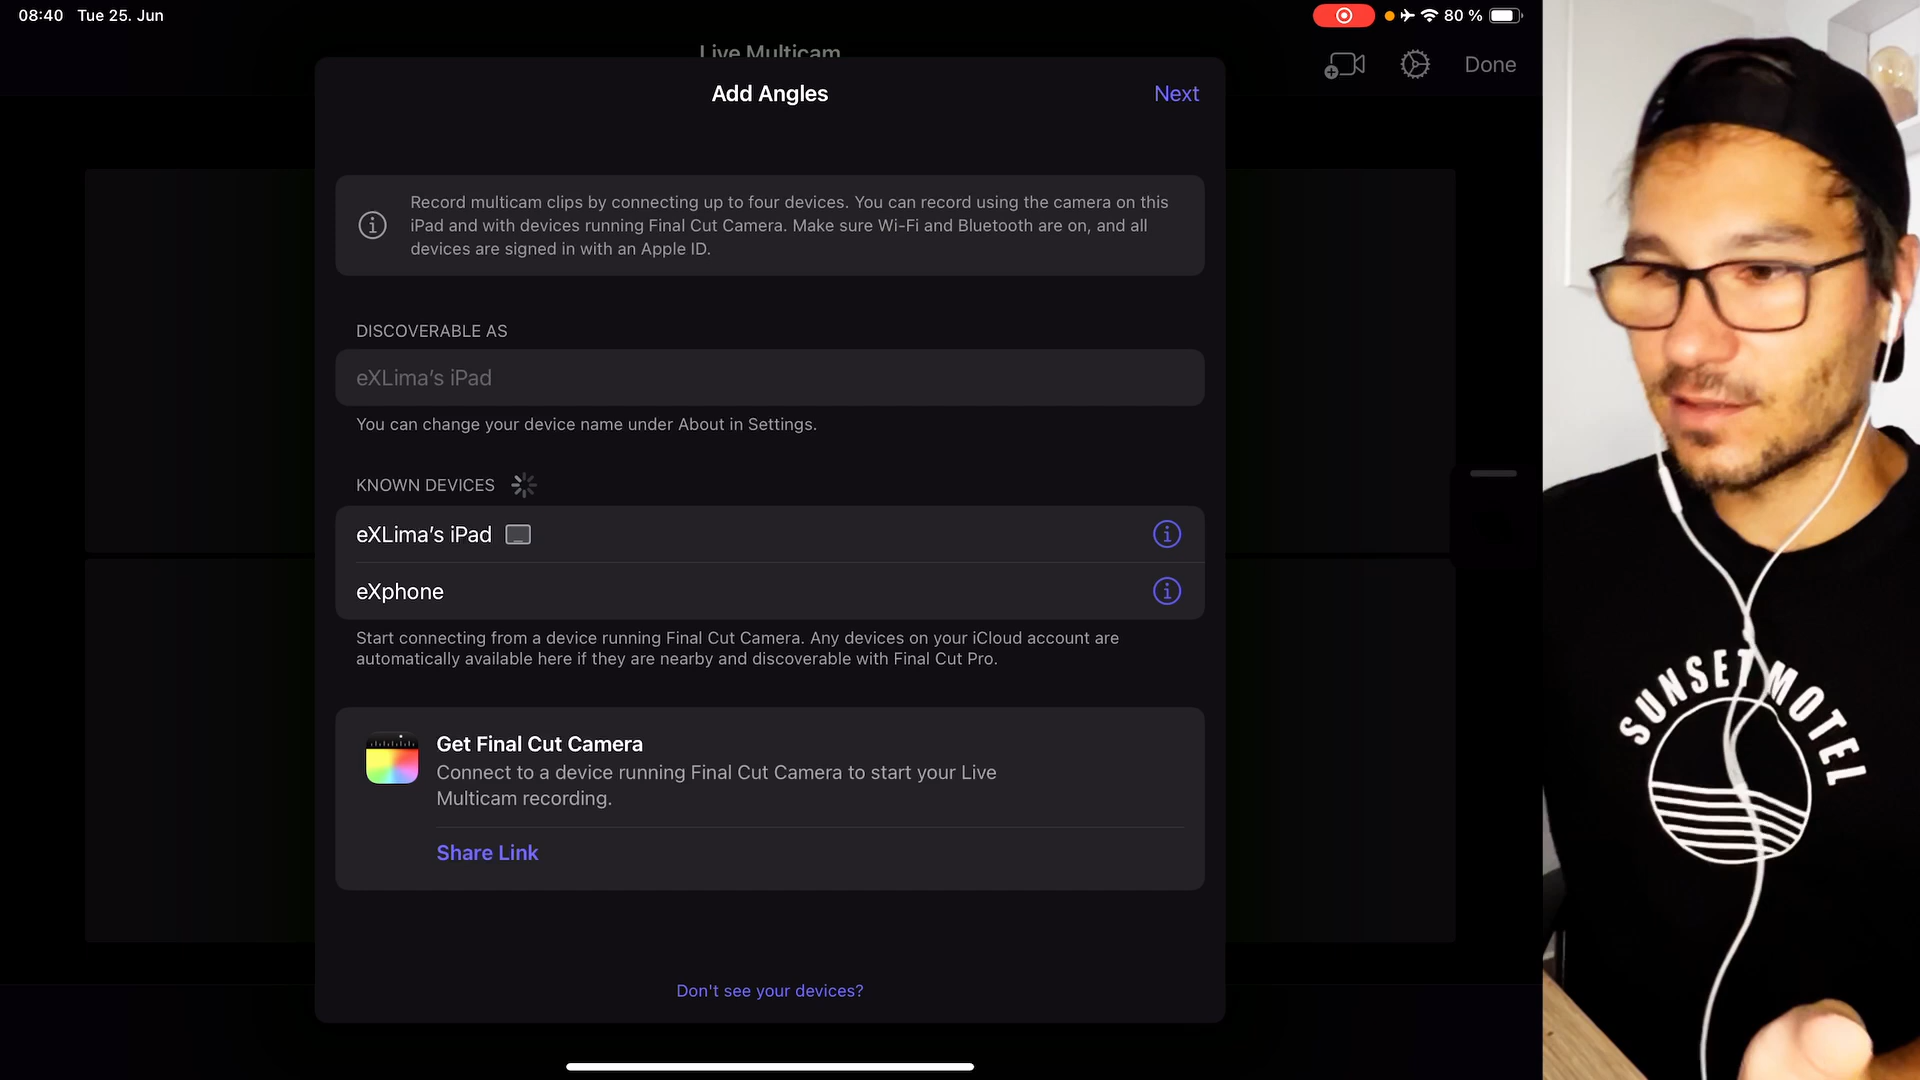 08:40 Tue 25. Jun
80 %
Live Multicam
Done
Add Angles
Next
Record multicam clips by connecting up to four devices. You can record using the camera on this
iPad and with devices running Final Cut Camera. Make sure Wi-Fi and Bluetooth are on, and all
devices are signed in with an Apple ID.
DISCOVERABLE AS
eXLima’s iPad
You can change your device name under About in Settings.
KNOWN DEVICES
eXLima’s iPad
eXphone
Start connecting from a device running Final Cut Camera. Any devices on your iCloud account are
automatically available here if they are nearby and discoverable with Final Cut Pro.
Get Final Cut Camera
Connect to a device running Final Cut Camera to start your Live
Multicam recording.
Share Link
Don't see your devices?
SUNSET MOTEL